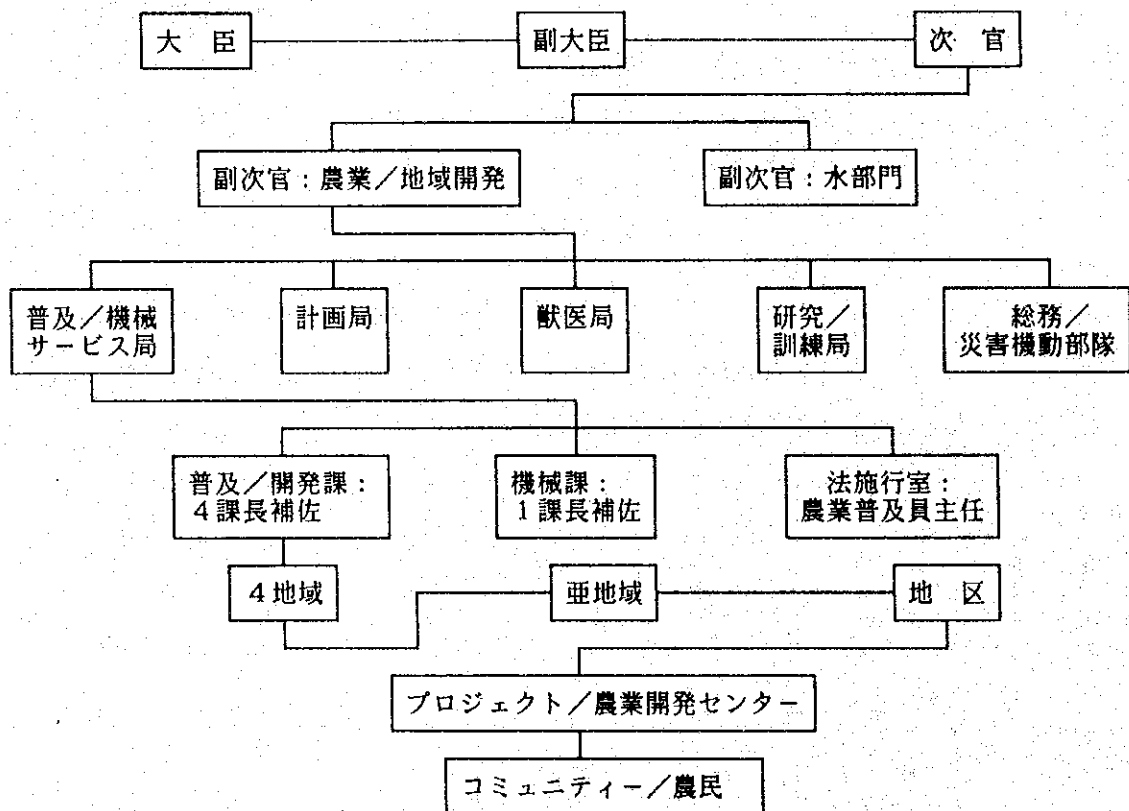 大　臣
副大臣
次　官
副次官：農業／地域開発
副次官：水部門
普及／機械
サービス局
計画局
獣医局
研究／
訓練局
総務／
災害機動部隊
普及／開発課：
４課長補佐
機械課：
１課長補佐
法施行室：
農業普及員主任
４地域
亜地域
地　区
プロジェクト／農業開発センター
コミュニティー／農民